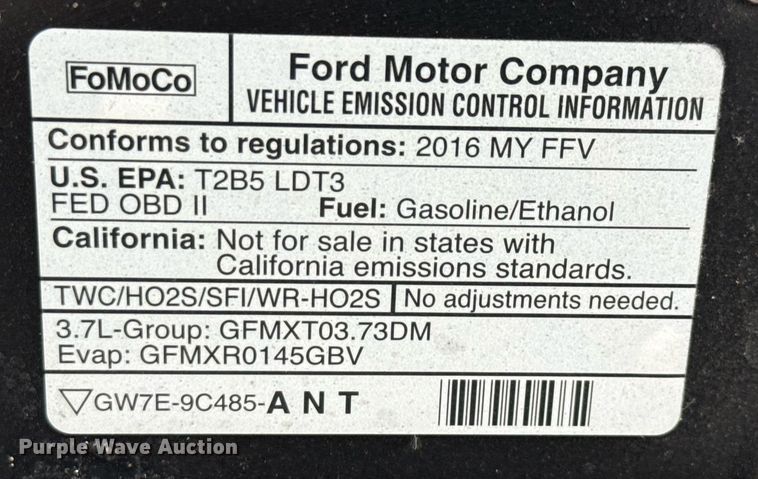 FoMoCo
Ford Motor Company
VEHICLE EMISSION CONTROL INFORMATION
Conforms to regulations: 2016 MY FFV
U.S. EPA: T2B5 LDT3
FED OBD II Fuel: Gasoline/Ethanol
California: Not for sale in states with
California emissions standards.
TWC/HO2S/SFI/WR-HO2S No adjustments needed.
3.7L-Group: GFMXT03.73DM
Evap: GFMXR0145GBV
GW7E-9C485-A N T
Purple Wave Auction